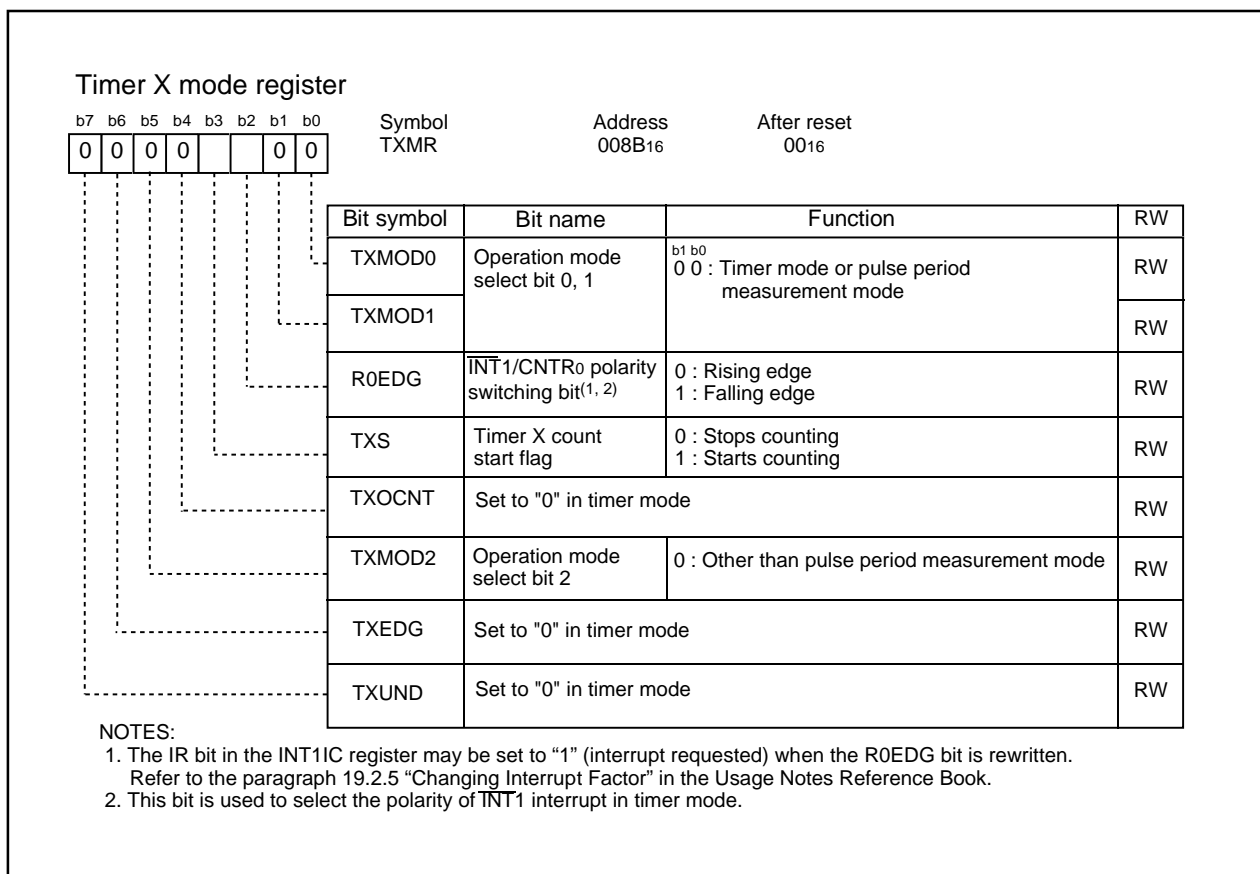 Timer X mode register
b7 b6 b5 b4 b3 b2 b1 b0
Symbol Address After reset
TXMR 008B16 0016
0 0 0 0 0 0
Bit symbol Bit name Function RW
TXMOD0 Operation mode select bit 0, 1 b1 b0
0 0 : Timer mode or pulse period
measurement mode RW
TXMOD1 RW
R0EDG INT1/CNTR0 polarity
switching bit(1, 2) 0 : Rising edge
1 : Falling edge RW
TXS Timer X count
start flag 0 : Stops counting
1 : Starts counting RW
TXOCNT Set to "0" in timer mode RW
TXMOD2 Operation mode
select bit 2 0 : Other than pulse period measurement mode RW
TXEDG Set to "0" in timer mode RW
TXUND Set to "0" in timer mode RW
NOTES:
1. The IR bit in the INT1IC register may be set to “1” (interrupt requested) when the R0EDG bit is rewritten.
Refer to the paragraph 19.2.5 “Changing Interrupt Factor” in the Usage Notes Reference Book.
2. This bit is used to select the polarity of INT1 interrupt in timer mode.